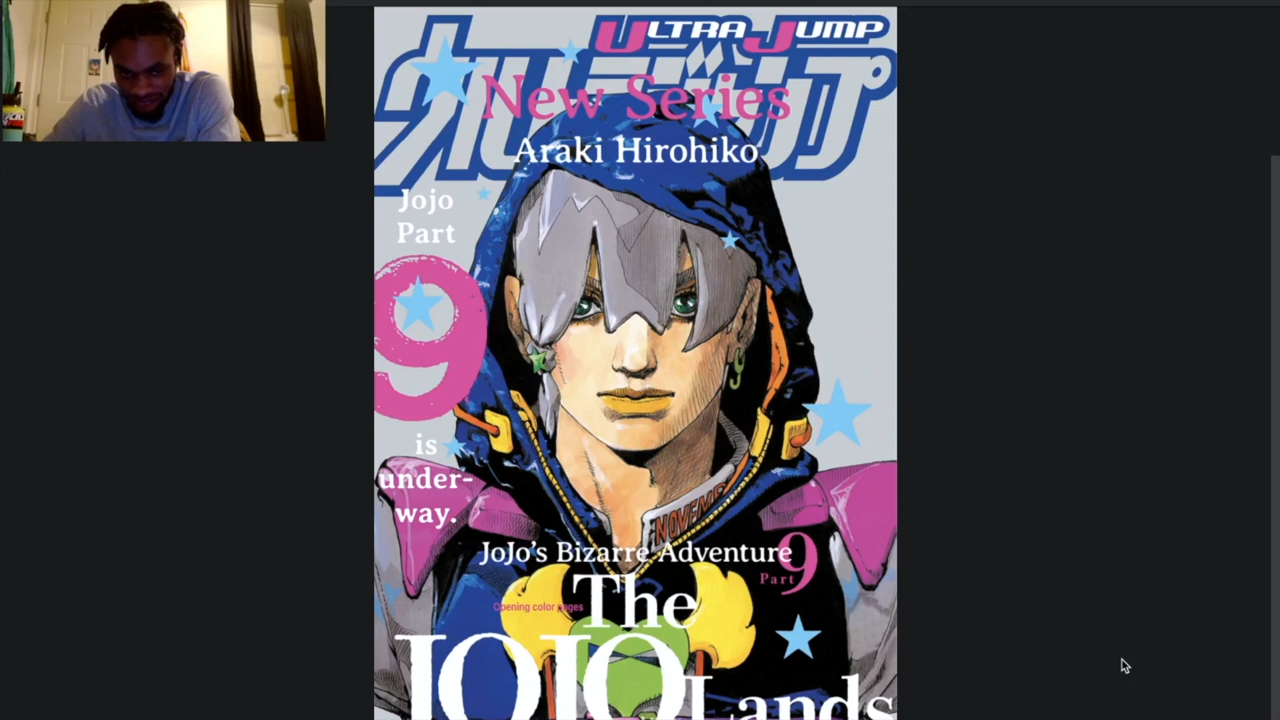 ULTRA JUMP
ウルトラジャンプ
New Series
Araki Hirohiko
Jojo
Part
9
is
under-
way.
NOVEMB
JoJo's Bizarre Adventure
Part 9
The
Opening color pages
JOJO
Lands